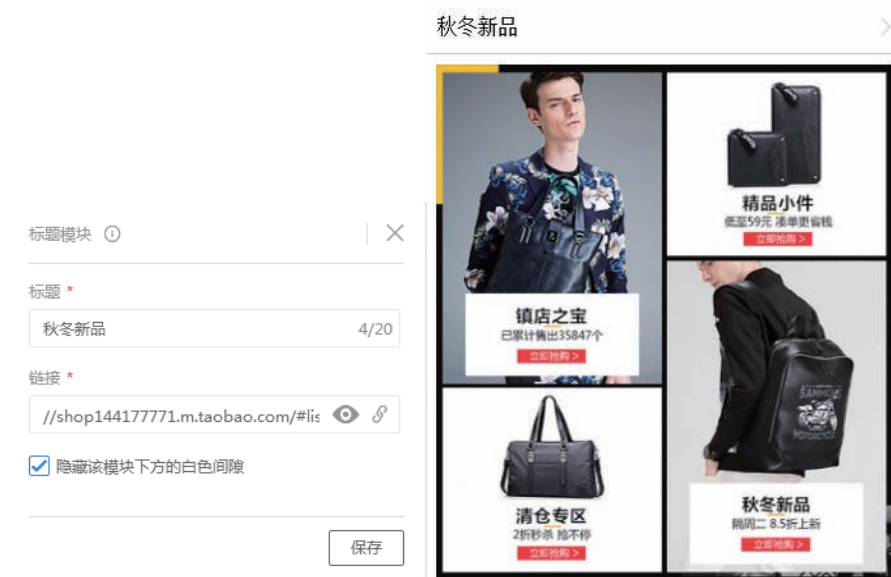 标题模块
标题 *
秋冬新品
4/20
链接 *
//shop144177771.m.taobao.com/#lis
隐藏该模块下方的白色间隙
保存
秋冬新品
镇店之宝
已累计售出35847个
立即抢购 >
精品小件
低至59元 凑单更省钱
立即抢购 >
清仓专区
2折秒杀 抢不停
立即抢购 >
SAMMONS
MOTORCYCLE
秋冬新品
隔周二 8.5折上新
立即抢购 >